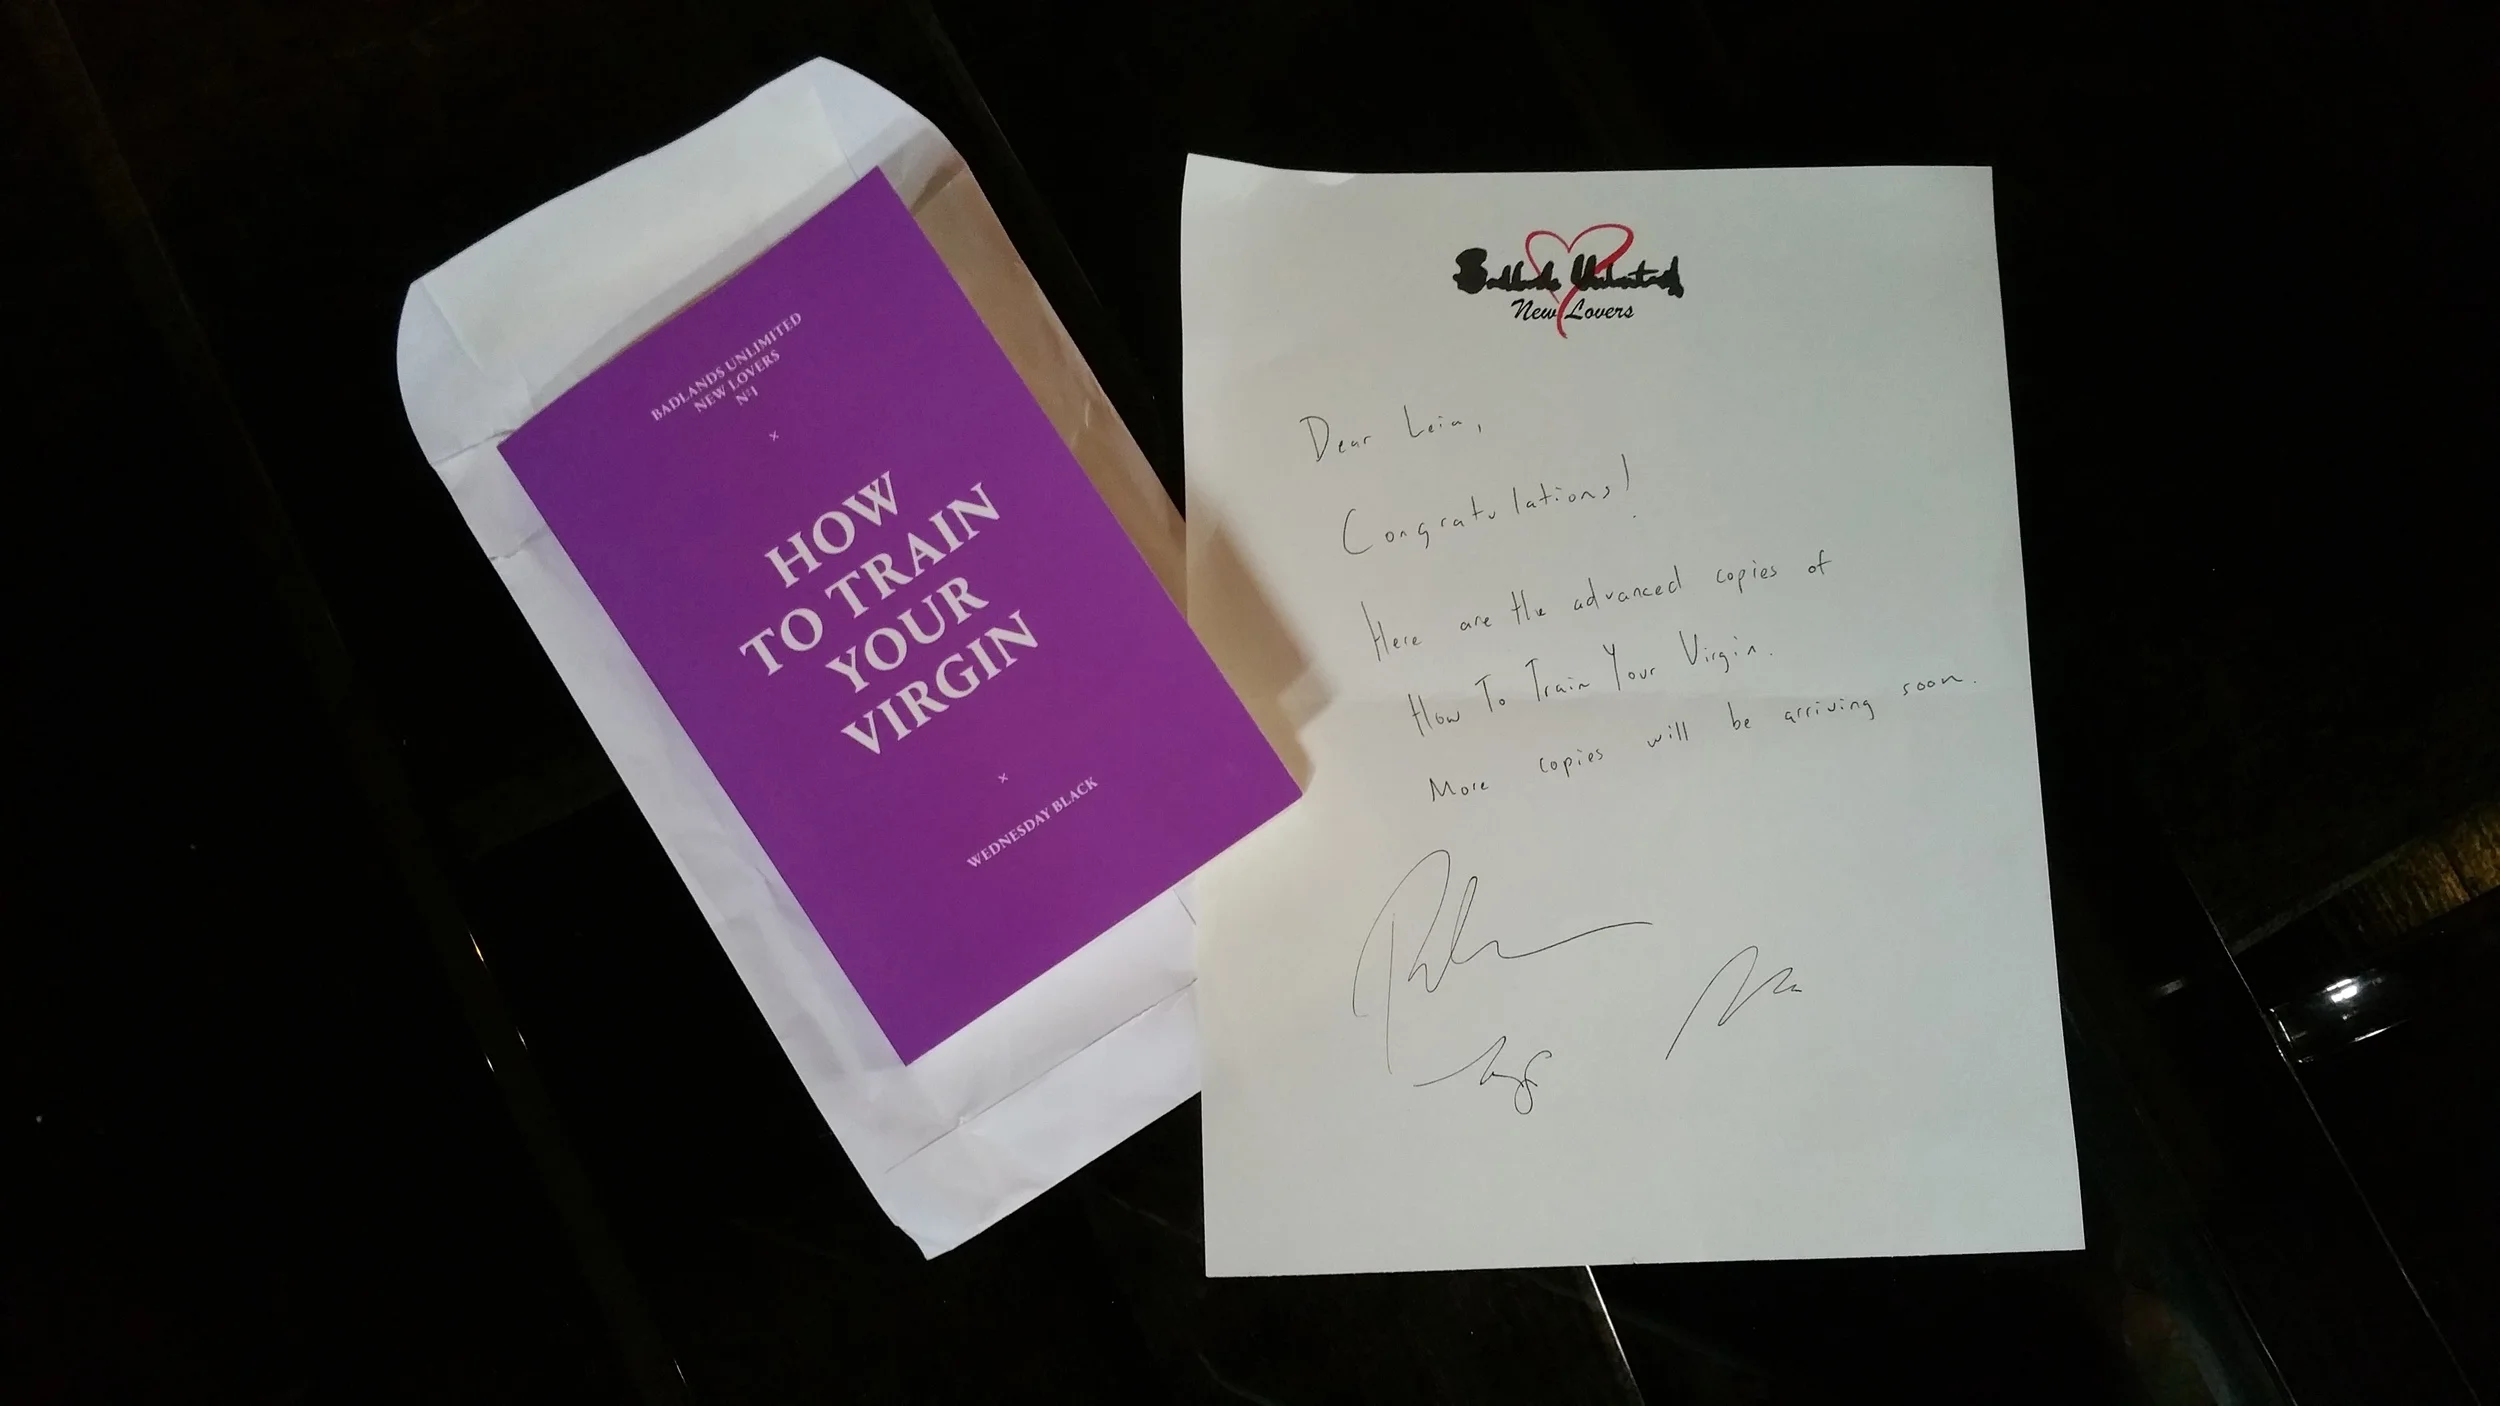 BADLANDS UNLIMITED
NEW LOVERS
Nº1
×
HOW
TO TRAIN
YOUR
VIRGIN
×
WEDNESDAY BLACK
Badlands Unlimited
New Lovers
Dear Leia,
Congratulations!
Here are the advanced copies of
How To Train Your Virgin.
More copies will be arriving soon.